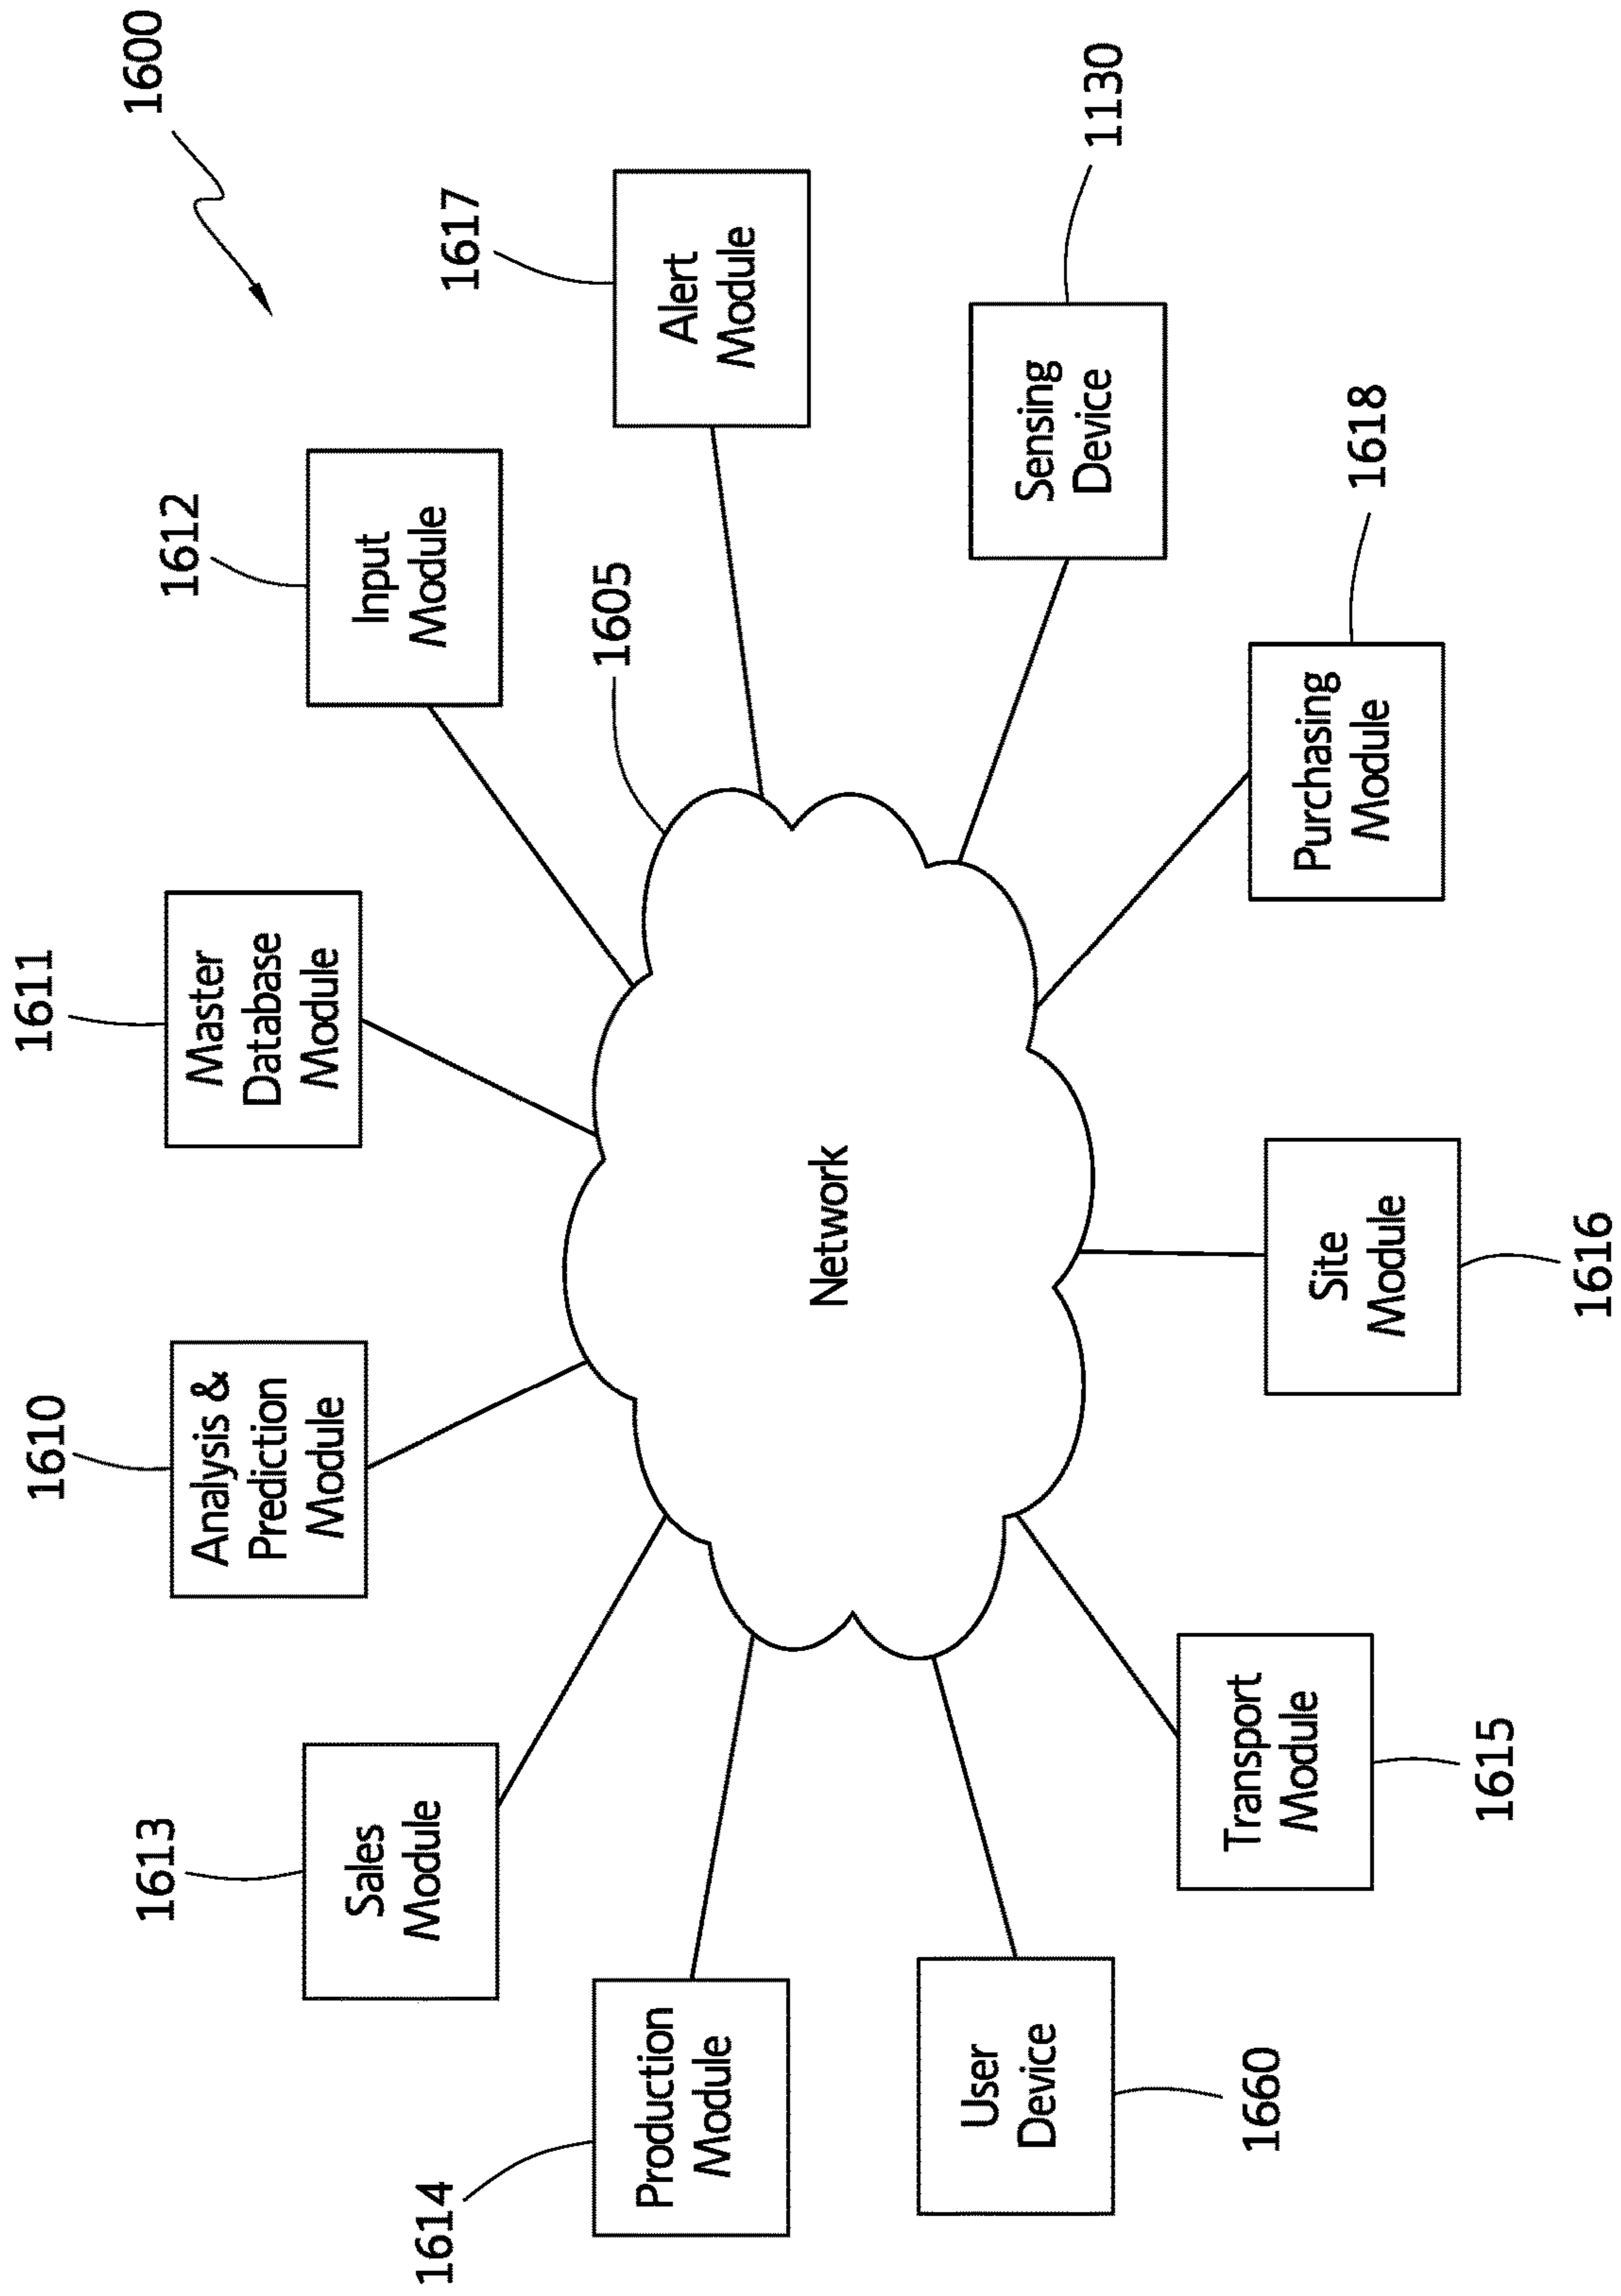 1600
1611
1610
1612
1613
Master
Database
Module
Analysis &
Prediction
Module
Input
Module
Sales
Module
1617
1614
1605
Alert
Module
Production
Module
Network
Sensing
Device
1130
User
Device
1660
Purchasing
Module
1618
Site
Module
1616
Transport
Module
1615